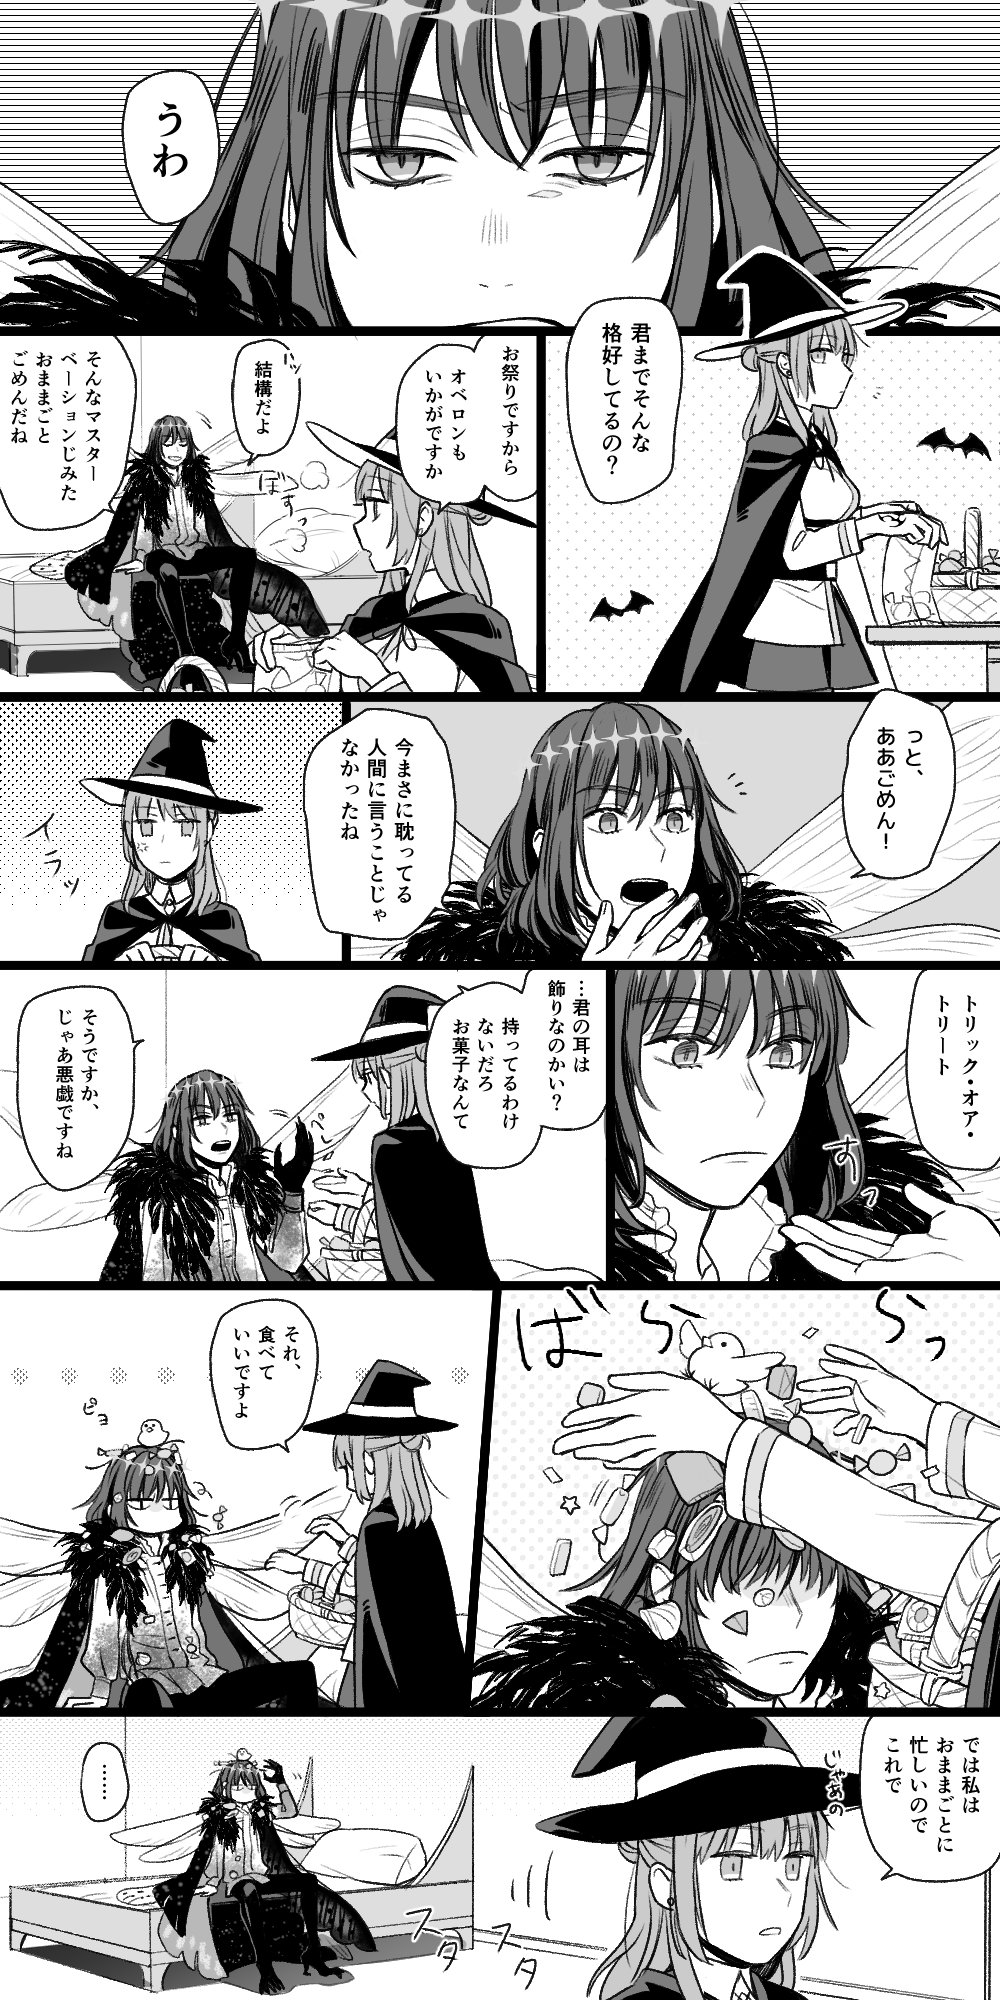 うわ
君までそんな
格好してるの？
お祭りですから
オベロンも
いかがですか
ハッ
結構だよ
ぼすっ
そんなマスター
ベーションじみた
おままごと
ごめんだね
っと、
ああごめん！
今まさに耽ってる
人間に言うことじゃ
なかったね
イラッ
トリック・オア・
トリート
すっ
…君の耳は
飾りなのかい？
持ってるわけ
ないだろ
お菓子なんて
そうですか、
じゃあ悪戯ですね
ばらららっ
それ、
食べて
いいですよ
ピヨ
では私は
おままごとに
忙しいので
これで
じゃあの
スタスタ
……